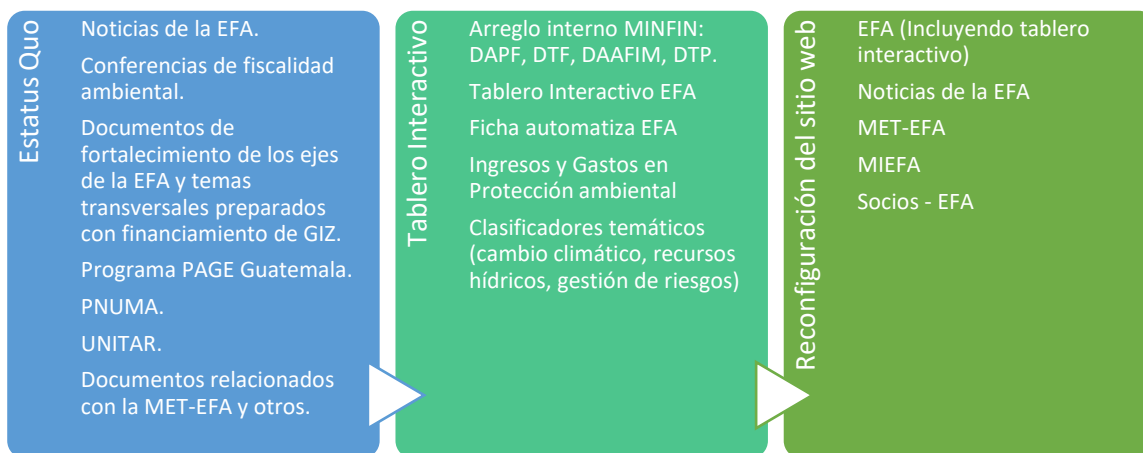 Estatus Quo
Noticias de la EFA.
Conferencias de fiscalidad
ambiental.
Documentos de
fortalecimiento de los ejes
de la EFA y temas
transversales preparados
con financiamiento de GIZ.
Programa PAGE Guatemala.
PNUMA.
UNITAR.
Documentos relacionados
con la MET-EFA y otros.
Tablero Interactivo
Arreglo interno MINFIN:
DAPF, DTF, DAAFIM, DTP.
Tablero Interactivo EFA
Ficha automatiza EFA
Ingresos y Gastos en
Protección ambiental
Clasificadores temáticos
(cambio climático, recursos
hídricos, gestión de riesgos)
Reconfiguración del sitio web
EFA (Incluyendo tablero
interactivo)
Noticias de la EFA
MET-EFA
MIEFA
Socios - EFA